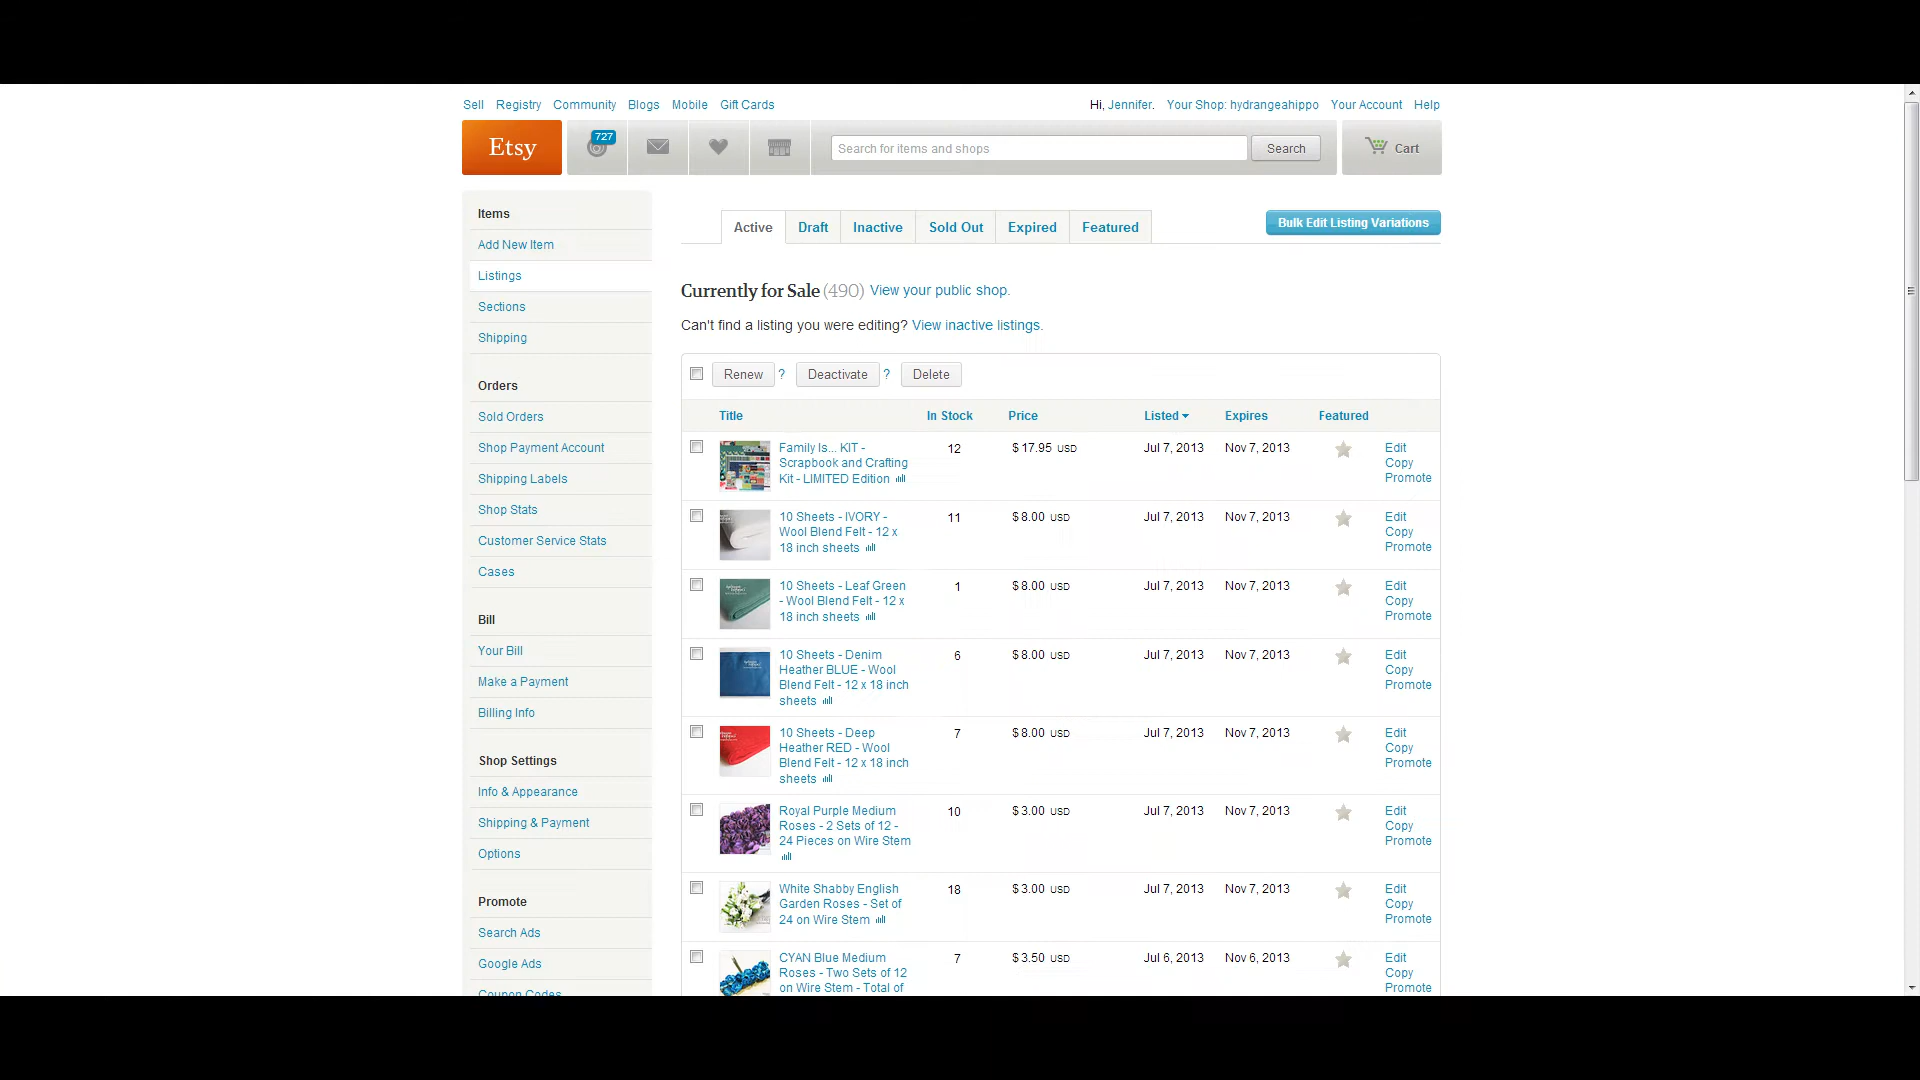 Sell Registry Community Blogs Mobile Gift Cards
Hi, Jennifer. Your Shop: hydrangeahippo Your Account Help
Etsy
727
Search for items and shops
Search
Cart
Items
Add New Item
Listings
Sections
Shipping
Orders
Sold Orders
Shop Payment Account
Shipping Labels
Shop Stats
Customer Service Stats
Cases
Bill
Your Bill
Make a Payment
Billing Info
Shop Settings
Info & Appearance
Shipping & Payment
Options
Promote
Search Ads
Google Ads
Coupon Codes
Active Draft Inactive Sold Out Expired Featured
Bulk Edit Listing Variations
Currently for Sale (490) View your public shop.
Can't find a listing you were editing? View inactive listings.
Renew ? Deactivate ? Delete
Title In Stock Price Listed Expires Featured
Family Is... KIT - 12 $ 17.95 USD Jul 7, 2013 Nov 7, 2013 Edit
Scrapbook and Crafting Copy
Kit - LIMITED Edition Promote
10 Sheets - IVORY - 11 $ 8.00 USD Jul 7, 2013 Nov 7, 2013 Edit
Wool Blend Felt - 12 x Copy
18 inch sheets Promote
10 Sheets - Leaf Green 1 $ 8.00 USD Jul 7, 2013 Nov 7, 2013 Edit
- Wool Blend Felt - 12 x Copy
18 inch sheets Promote
10 Sheets - Denim 6 $ 8.00 USD Jul 7, 2013 Nov 7, 2013 Edit
Heather BLUE - Wool Copy
Blend Felt - 12 x 18 inch Promote
sheets
10 Sheets - Deep 7 $ 8.00 USD Jul 7, 2013 Nov 7, 2013 Edit
Heather RED - Wool Copy
Blend Felt - 12 x 18 inch Promote
sheets
Royal Purple Medium 10 $ 3.00 USD Jul 7, 2013 Nov 7, 2013 Edit
Roses - 2 Sets of 12 - Copy
24 Pieces on Wire Stem Promote
White Shabby English 18 $ 3.00 USD Jul 7, 2013 Nov 7, 2013 Edit
Garden Roses - Set of Copy
24 on Wire Stem Promote
CYAN Blue Medium 7 $ 3.50 USD Jul 6, 2013 Nov 6, 2013 Edit
Roses - Two Sets of 12 Copy
on Wire Stem - Total of Promote